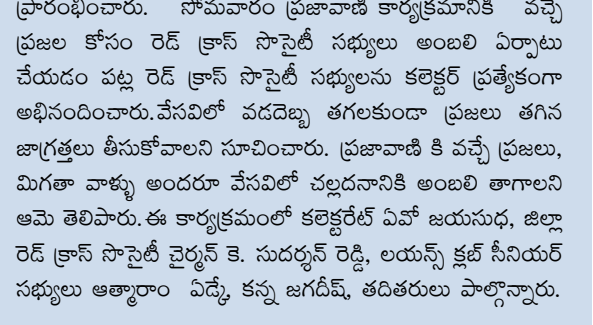 ప్రారంభించారు. సోమవారం ప్రజావాణి కార్యక్రమానికి వచ్చే
ప్రజల కోసం రెడ్ క్రాస్ సొసైటీ సభ్యులు అంబలి ఏర్పాటు
చేయడం పట్ల రెడ్ క్రాస్ సొసైటీ సభ్యులను కలెక్టర్ ప్రత్యేకంగా
అభినందించారు.వేసవిలో వడదెబ్బ తగలకుండా ప్రజలు తగిన
జాగ్రత్తలు తీసుకోవాలని సూచించారు. ప్రజావాణి కి వచ్చే ప్రజలు,
మిగతా వాళ్ళు అందరూ వేసవిలో చల్లదనానికి అంబలి తాగాలని
ఆమె తెలిపారు.ఈ కార్యక్రమంలో కలెక్టరేట్ ఏవో జయసుధ, జిల్లా
రెడ్ క్రాస్ సొసైటీ చైర్మన్ కె. సుదర్శన్ రెడ్డి, లయన్స్ క్లబ్ సీనియర్
సభ్యులు ఆత్మారాం ఏడ్కే, కన్న జగదీష్, తదితరులు పాల్గొన్నారు.